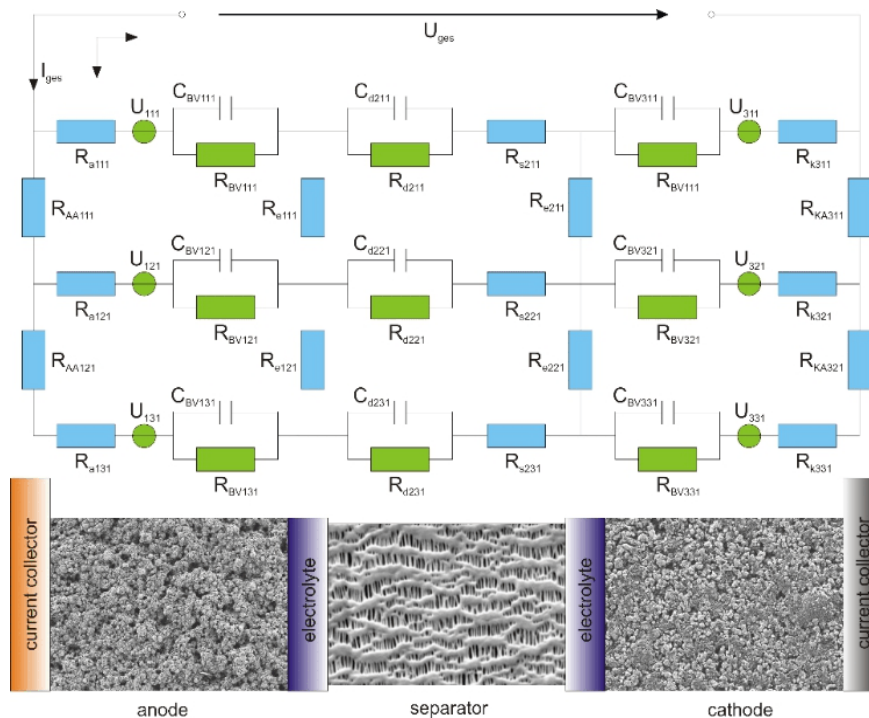 U_ges
I_ges
U_111 C_BV111 C_d211 C_BV311 U_311
R_a111 R_BV111 R_d211 R_s211 R_BV111 R_k311
R_AA111 R_e111 R_e211 R_KA311
U_121 C_BV121 C_d221 C_BV321 U_321
R_a121 R_BV121 R_d221 R_s221 R_BV321 R_k321
R_AA121 R_e121 R_e221 R_KA321
U_131 C_BV131 C_d231 C_BV331 U_331
R_a131 R_BV131 R_d231 R_s231 R_BV331 R_k331
current collector
electrolyte
electrolyte
current collector
anode separator cathode